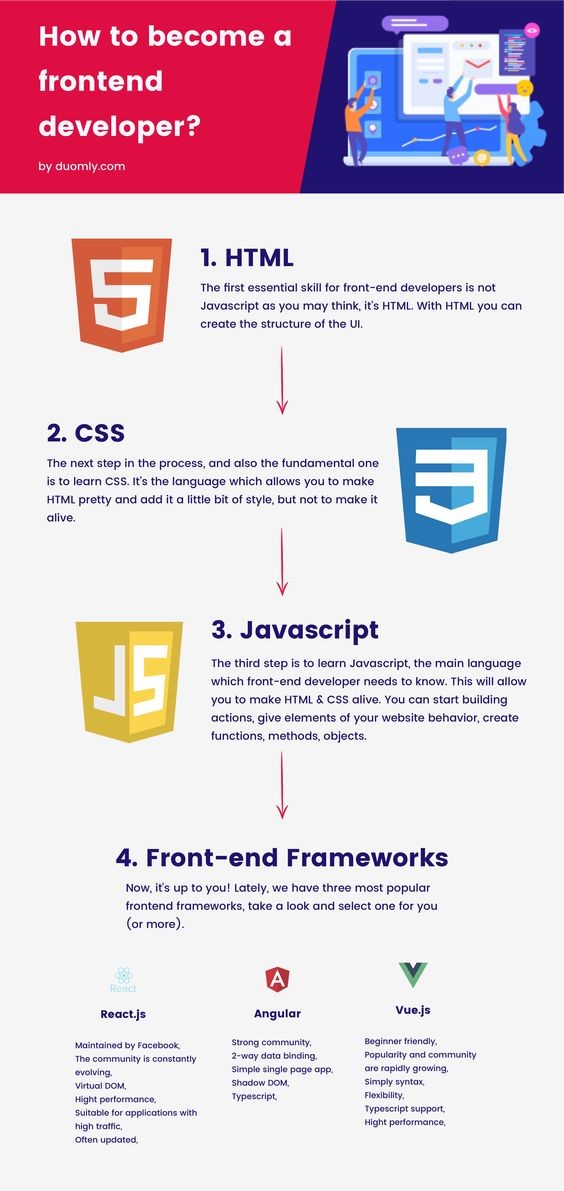 How to become a
frontend
developer?
by duomly.com
1. HTML
The first essential skill for front-end developers is not
Javascript as you may think, it's HTML. With HTML you can
create the structure of the UI.
2. CSS
The next step in the process, and also the fundamental one
is to learn CSS. It's the language which allows you to make
HTML pretty and add it a little bit of style, but not to make it
alive.
JS
3. Javascript
The third step is to learn Javascript, the main language
which front-end developer needs to know. This will allow
you to make HTML & CSS alive. You can start building
actions, give elements of your website behavior, create
functions, methods, objects.
4. Front-end Frameworks
Now, it's up to you! Lately, we have three most popular
frontend frameworks, take a look and select one for you
(or more).
React
React.js
Maintained by Facebook,
The community is constantly
evolving,
Virtual DOM,
Hight performance,
Suitable for applications with
high traffic,
Often updated,
A
Angular
Strong community,
2-way data binding,
Simple single page app,
Shadow DOM,
Typescript,
Vue.js
Beginner friendly,
Popularity and community
are rapidly growing,
Simply syntax,
Flexibility,
Typescript support,
Hight performance,